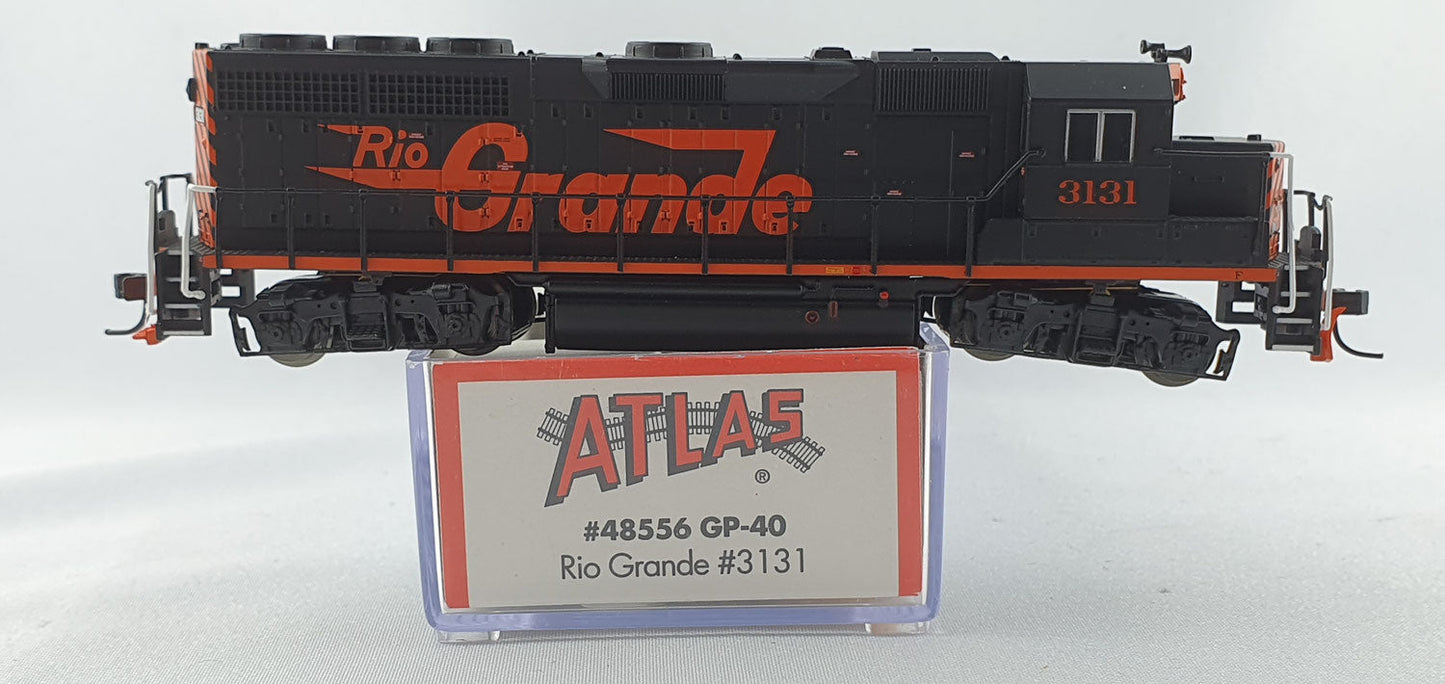 Rio
Grande
3131
F
ATLAS
®
#48556 GP-40
Rio Grande #3131